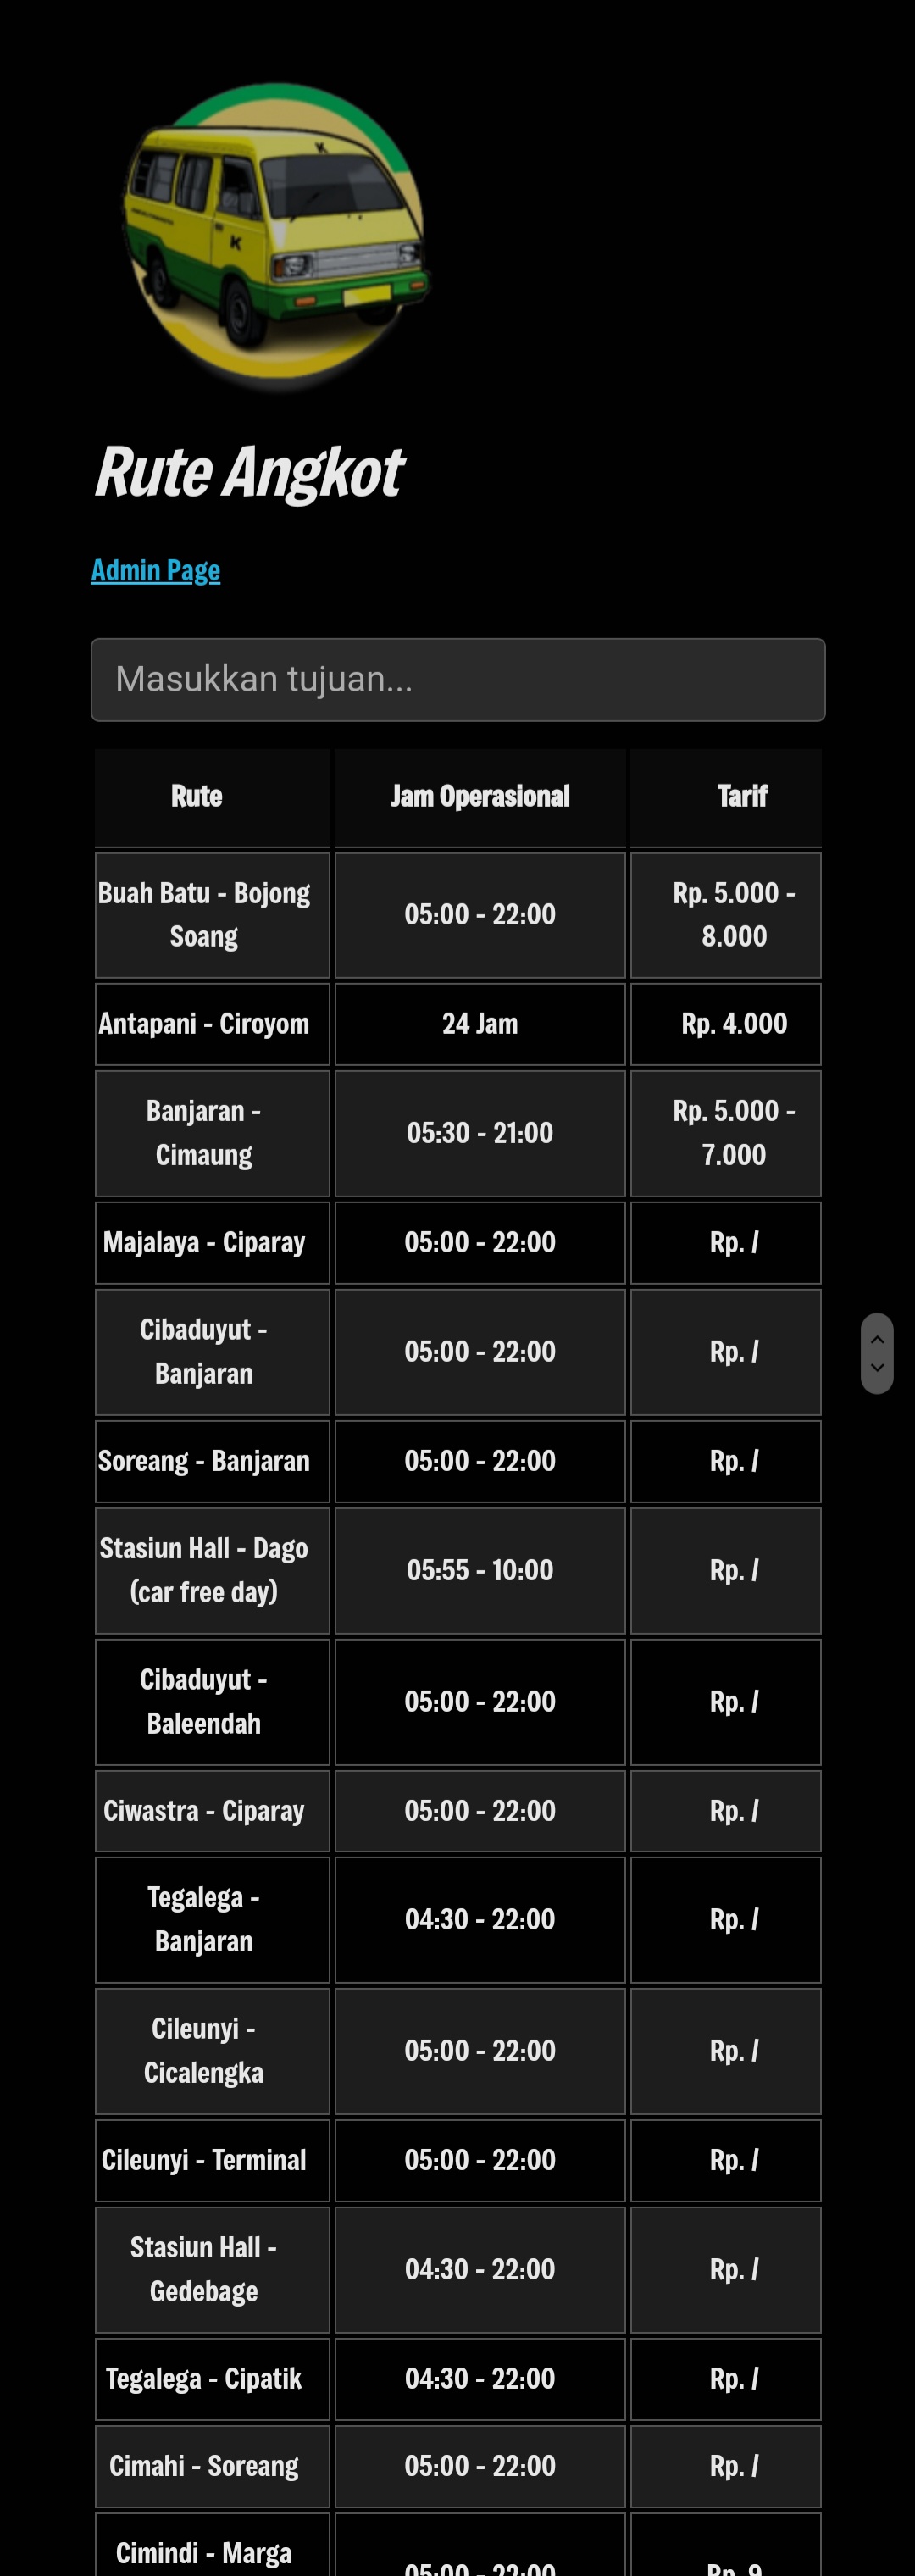 Rute Angkot
Admin Page
Masukkan tujuan...
Rute Jam Operasional Tarif
Buah Batu - Bojong
Soang
05:00 - 22:00
Rp. 5.000 -
8.000
Antapani - Ciroyom 24 Jam Rp. 4.000
Banjaran -
Cimaung
05:30 - 21:00
Rp. 5.000 -
7.000
Majalaya - Ciparay 05:00 - 22:00 Rp. /
Cibaduyut -
Banjaran
05:00 - 22:00 Rp. /
Soreang - Banjaran 05:00 - 22:00 Rp. /
Stasiun Hall - Dago
(car free day)
05:55 - 10:00 Rp. /
Cibaduyut -
Baleendah
05:00 - 22:00 Rp. /
Ciwastra - Ciparay 05:00 - 22:00 Rp. /
Tegalega -
Banjaran
04:30 - 22:00 Rp. /
Cileunyi -
Cicalengka
05:00 - 22:00 Rp. /
Cileunyi - Terminal 05:00 - 22:00 Rp. /
Stasiun Hall -
Gedebage
04:30 - 22:00 Rp. /
Tegalega - Cipatik 04:30 - 22:00 Rp. /
Cimahi - Soreang 05:00 - 22:00 Rp. /
Cimindi - Marga
05:00 - 22:00